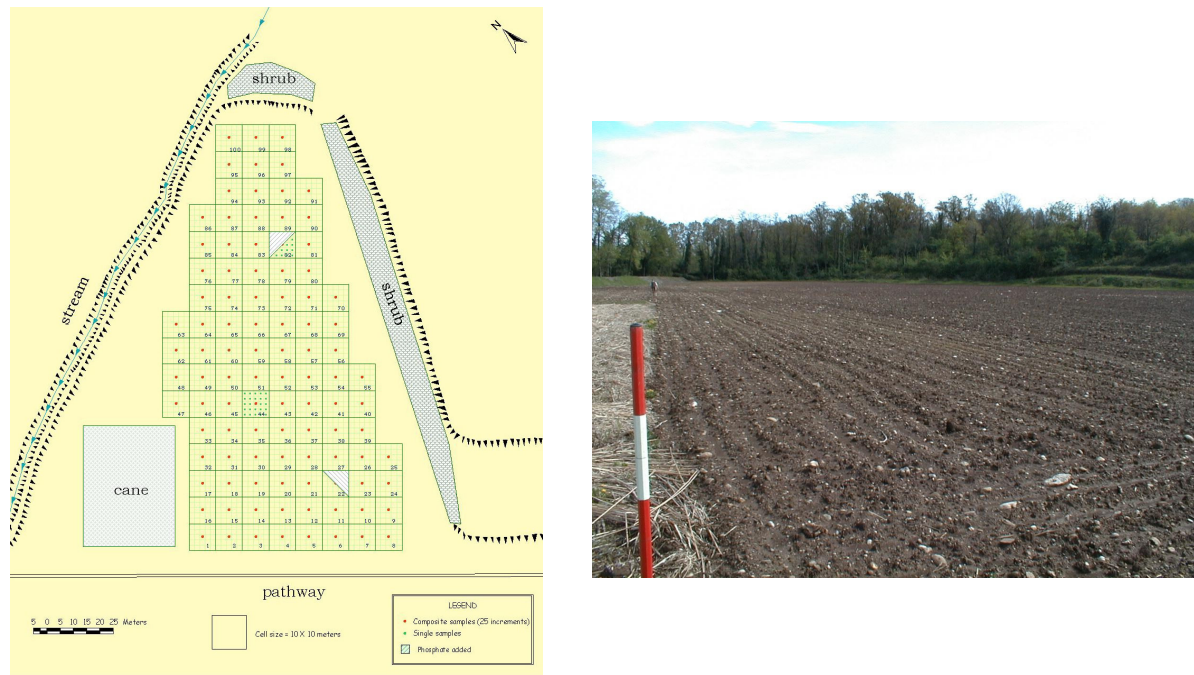 N
shrub
100 99 98
95 96 97
94 93 92 91
86 87 88 89 90
85 84 83 82 81
76 77 78 79 80
75 74 73 72 71 70
63 64 65 66 67 68 69
62 61 60 59 58 57 56
48 49 50 51 52 53 54 55
47 46 45 44 43 42 41 40
33 34 35 36 37 38 39
32 31 30 29 28 27 26 25
17 18 19 20 21 22 23 24
16 15 14 13 12 11 10 9
1 2 3 4 5 6 7 8
stream
shrub
cane
pathway
5 0 5 10 15 20 25 Meters
Cell size = 10 X 10 meters
LEGEND
Composite samples (25 increments)
Single samples
Phosphate added